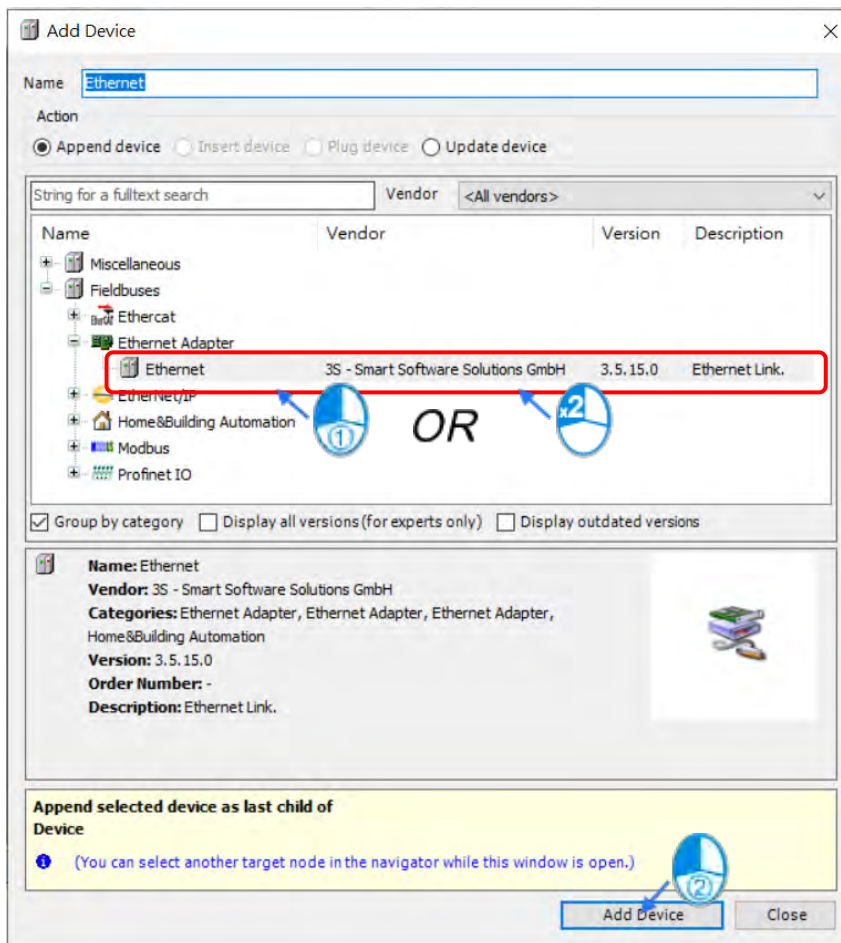 Add Device
Name Ethernet
Action
Append device Insert device Plug device Update device
String for a fulltext search Vendor <All vendors>
Name Vendor Version Description
Miscellaneous
Fieldbuses
Ethercat
Ethernet Adapter
Ethernet 3S - Smart Software Solutions GmbH 3.5.15.0 Ethernet Link.
EtherNet/IP
Home&Building Automation
Modbus
Profinet IO
(1) OR x2
Group by category Display all versions (for experts only) Display outdated versions
Name: Ethernet
Vendor: 3S - Smart Software Solutions GmbH
Categories: Ethernet Adapter, Ethernet Adapter, Ethernet Adapter,
Home&Building Automation
Version: 3.5.15.0
Order Number: -
Description: Ethernet Link.
Append selected device as last child of
Device
(You can select another target node in the navigator while this window is open.)
(2)
Add Device Close